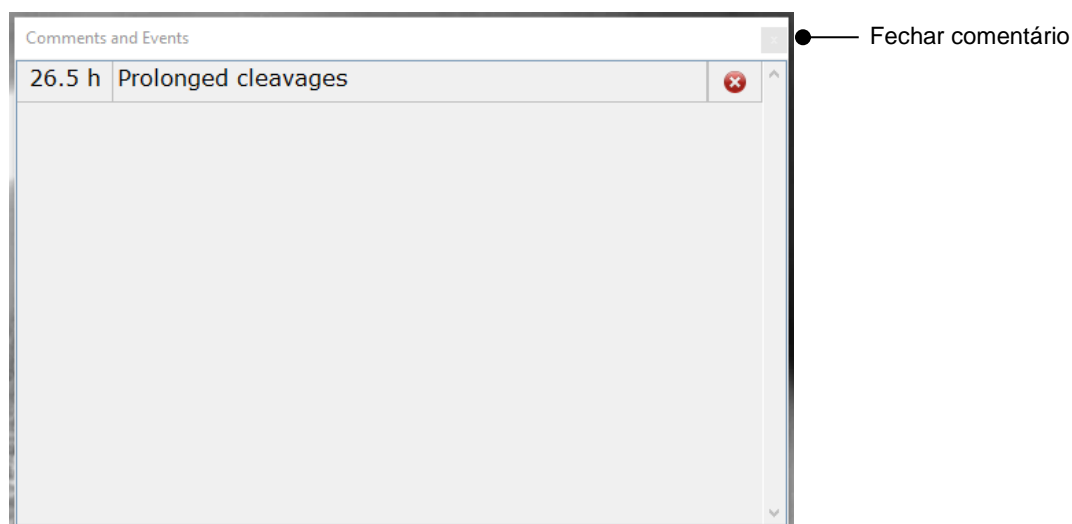 Comments and Events
Fechar comentário
26.5 h Prolonged cleavages